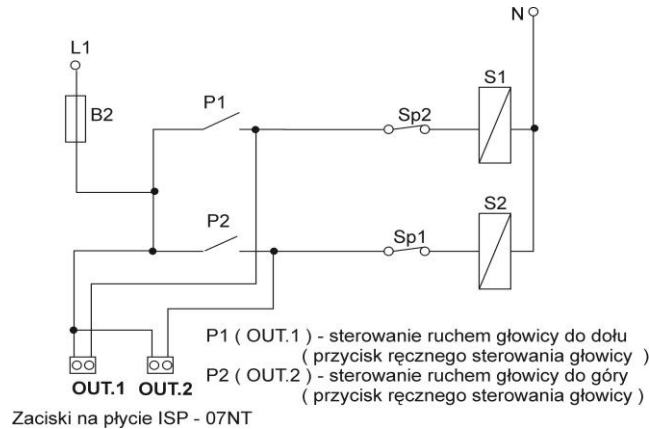 N
L1
S1
P1
B2
Sp2
S2
P2
Sp1
P1 ( OUT.1 ) - sterowanie ruchem głowicy do dołu
( przycisk ręcznego sterowania głowicy )
P2 ( OUT.2 ) - sterowanie ruchem głowicy do góry
( przycisk ręcznego sterowania głowicy )
OUT.1 OUT.2
Zaciski na płycie ISP - 07NT